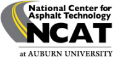 National Center for
Asphalt Technology
NCAT
at AUBURN UNIVERSITY